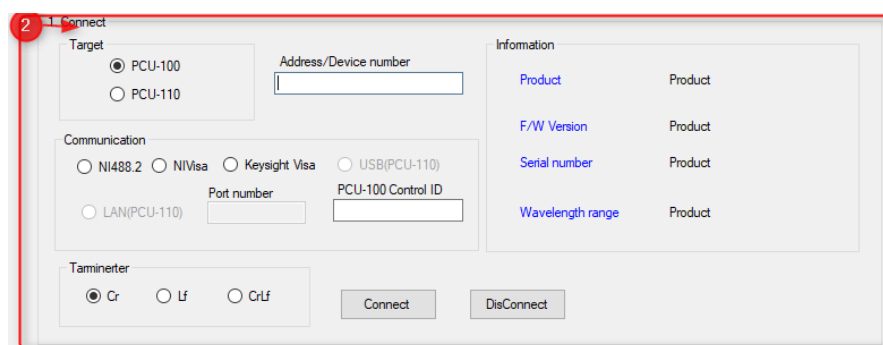 2
1. Connect
Target
PCU-100
PCU-110
Address/Device number
Communication
NI488.2
NIVisa
Keysight Visa
USB(PCU-110)
LAN(PCU-110)
Port number
PCU-100 Control ID
Taminerter
Cr
Lf
CrLf
Connect
DisConnect
Information
Product Product
F/W Version Product
Serial number Product
Wavelength range Product